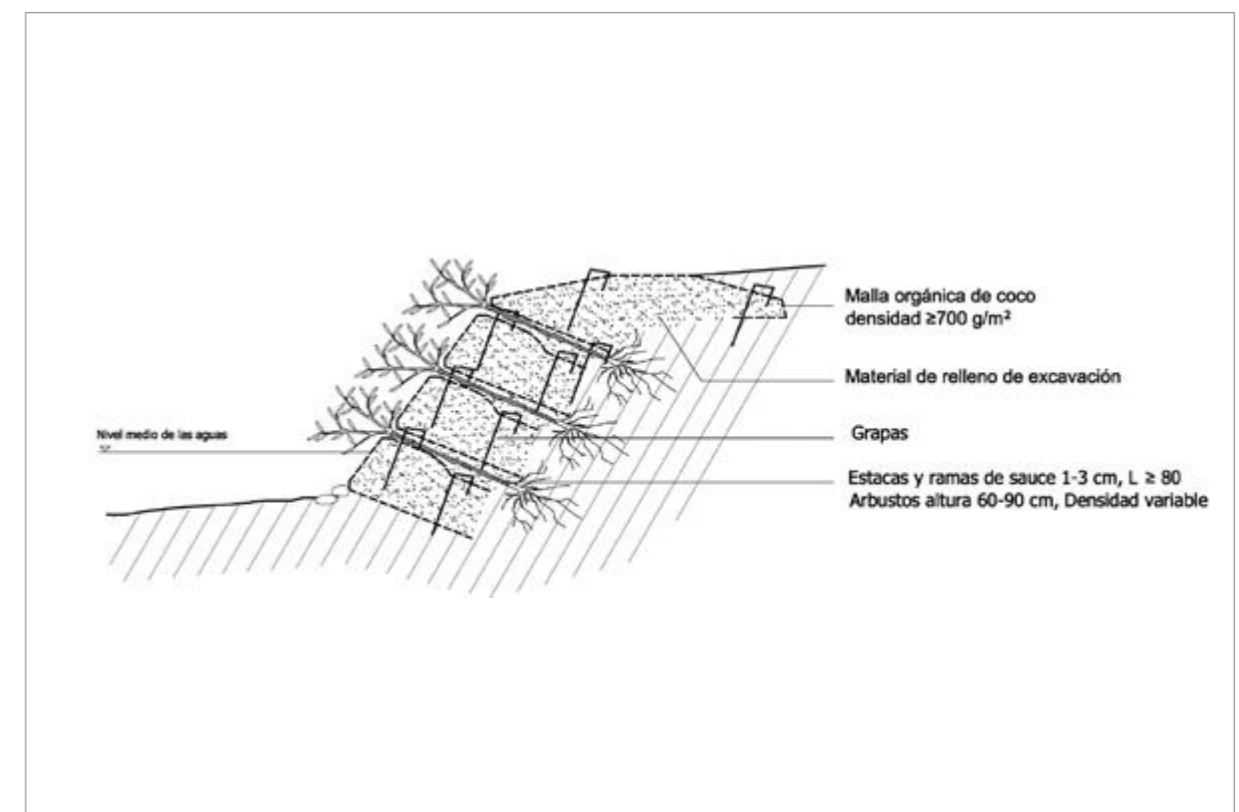 Malla orgánica de coco
densidad ≥700 g/m²
Material de relleno de excavación
Nivel medio de las aguas
Grapas
Estacas y ramas de sauce 1-3 cm, L ≥ 80
Arbustos altura 60-90 cm, Densidad variable